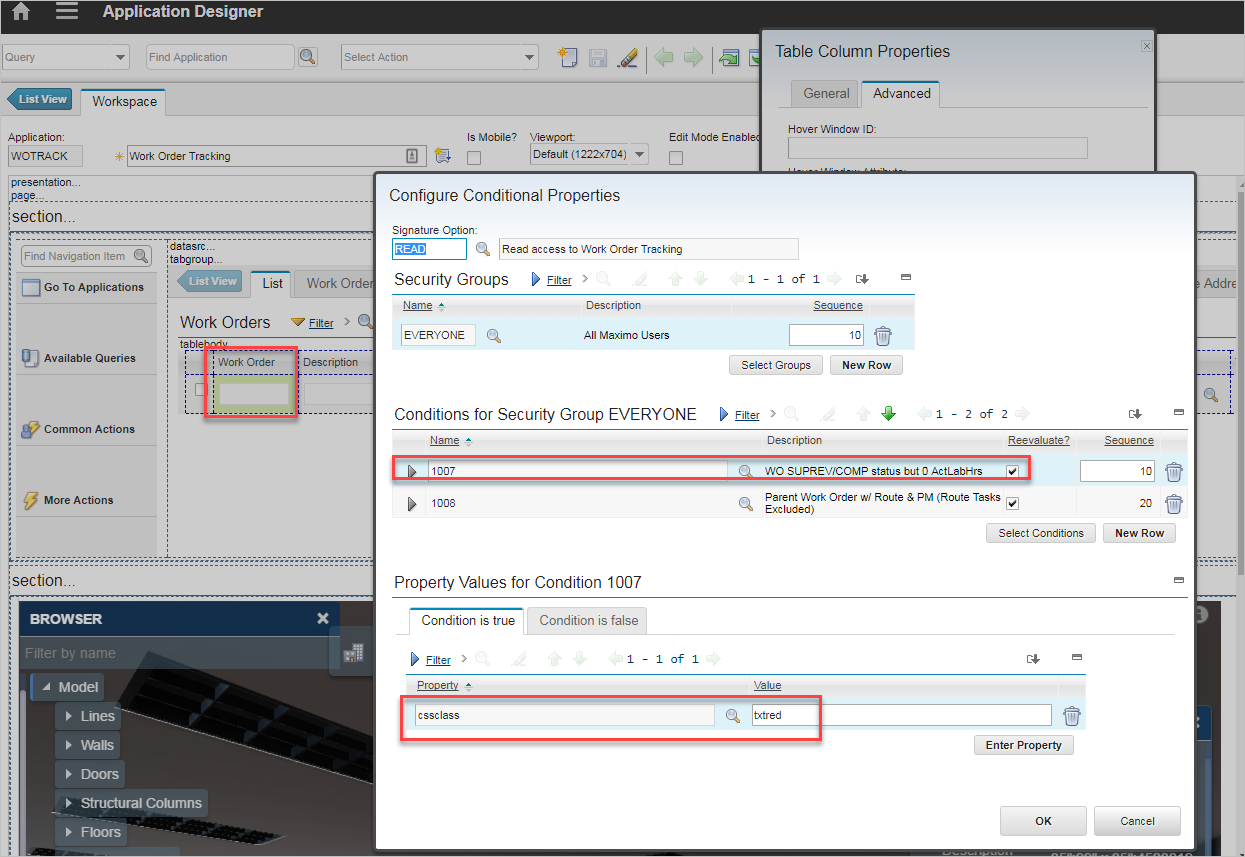 Application Designer
Query
Find Application
Select Action
List View
Workspace
Application:
WOTRACK
Work Order Tracking
Is Mobile?
Viewport:
Default (1222x704)
Edit Mode Enabled
Table Column Properties
General
Advanced
Hover Window ID:
Hover Window Attribute:
presentation...
page...
section...
Find Navigation Item
Go To Applications
Available Queries
Common Actions
More Actions
datasrc...
tabgroup...
List View
List
Work Order
Work Orders
Filter
tablebody
Work Order
Description
section...
BROWSER
Filter by name
Model
Lines
Walls
Doors
Structural Columns
Floors
Configure Conditional Properties
Signature Option:
READ
Read access to Work Order Tracking
Security Groups
Filter
1 - 1 of 1
Name
Description
Sequence
EVERYONE
All Maximo Users
10
Select Groups
New Row
Conditions for Security Group EVERYONE
Filter
1 - 2 of 2
Name
Description
Reevaluate?
Sequence
1007
WO SUPREV/COMP status but 0 ActLabHrs
10
1008
Parent Work Order w/ Route & PM (Route Tasks
Excluded)
20
Select Conditions
New Row
Property Values for Condition 1007
Condition is true
Condition is false
Filter
1 - 1 of 1
Property
Value
cssclass
txtred
Enter Property
OK
Cancel